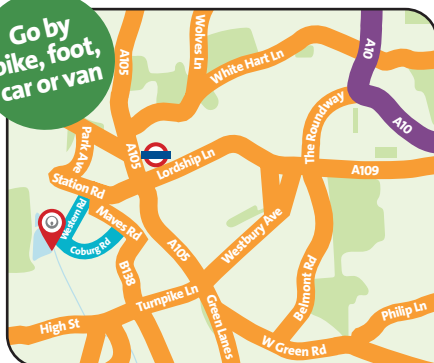 Go by
bike, foot,
car or van
A105
Wolves Ln
White Hart Ln
A10
A10
The Roundway
Park Ave
A105
Lordship Ln
A109
Station Rd
Western Rd
Mayes Rd
Coburg Rd
A105
Westbury Ave
B138
Belmont Rd
Turnpike Ln
Green Lanes
High St
W Green Rd
Philip Ln